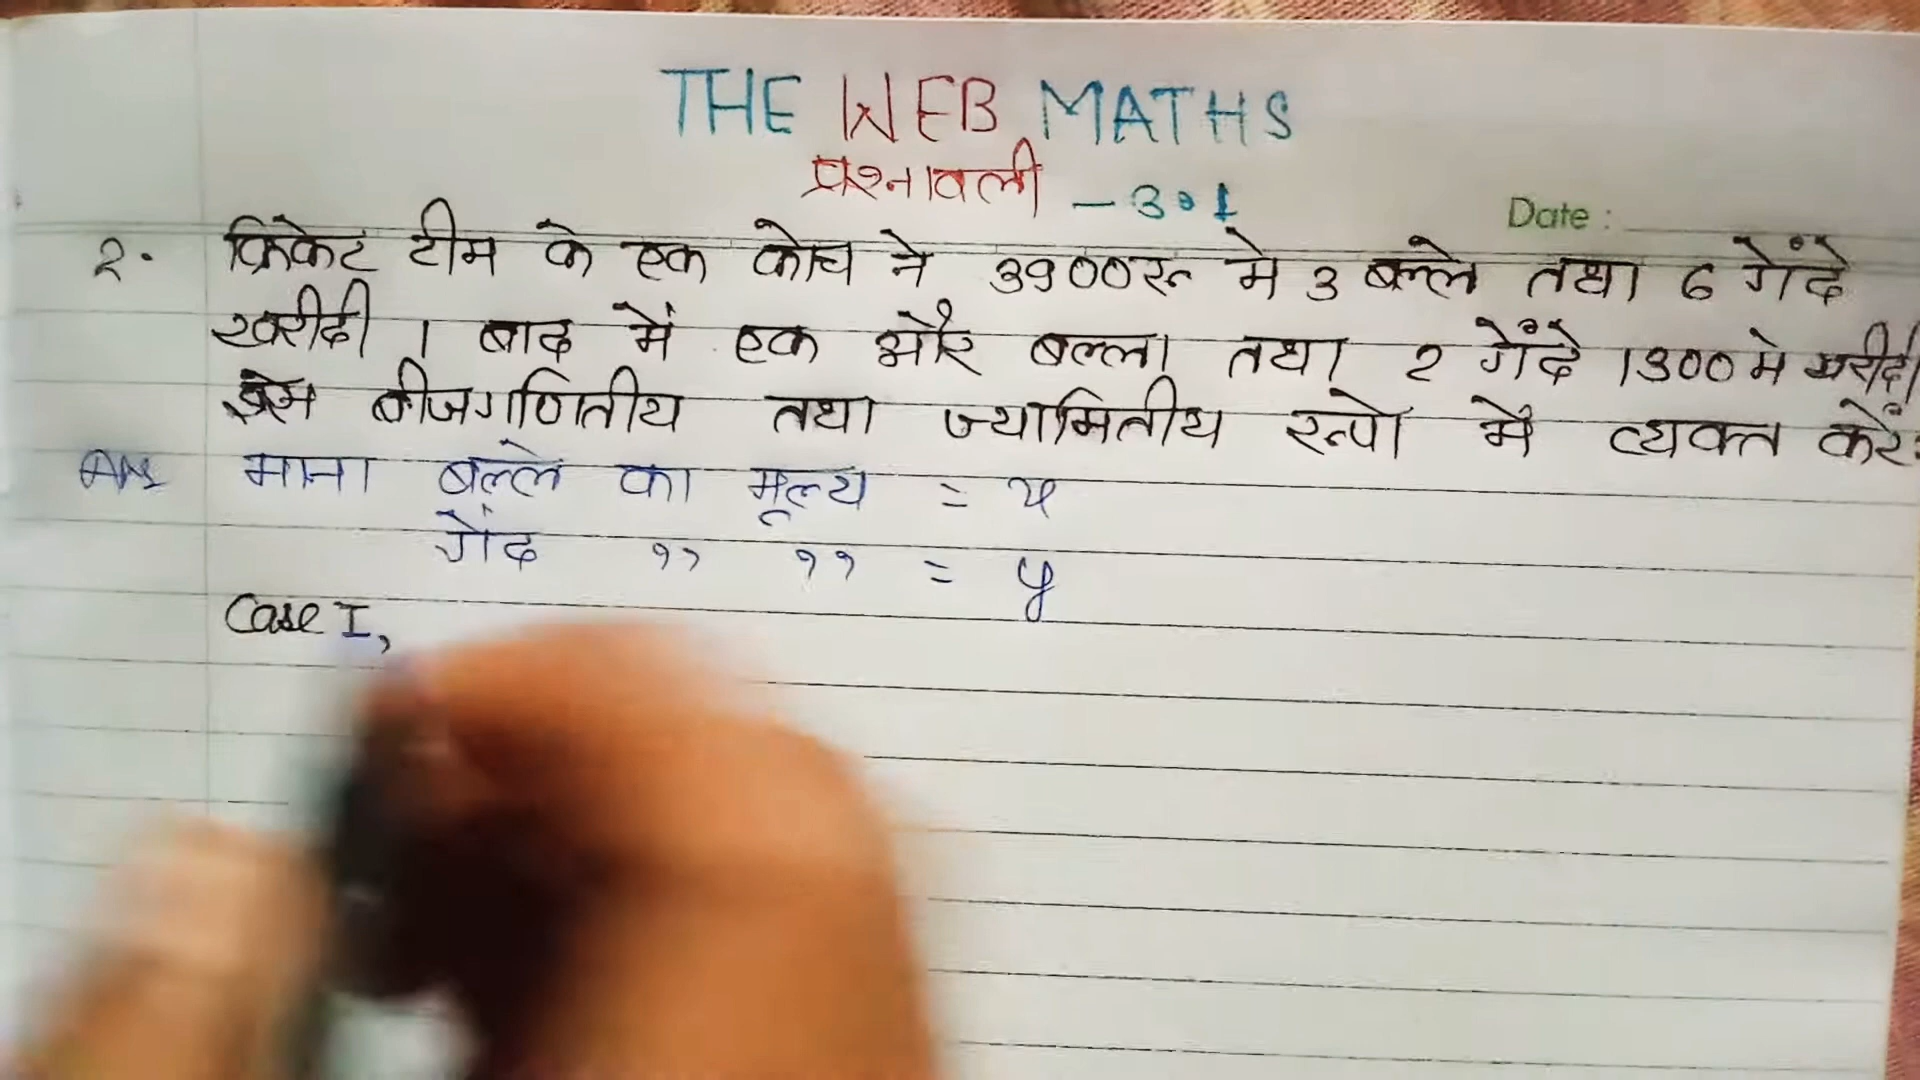 THE WEB MATHS
प्रश्नावली - 3.1
Date :
2. क्रिकेट टीम के एक कोच ने 3900रू मे 3 बल्ले तथा 6 गेंदें
खरीदी । बाद में एक और बल्ला तथा 2 गेंदें 1300 मे खरीदी
इसे बीजगणितीय तथा ज्यामितीय रूपो में व्यक्त करें:
Ans माना बल्ले का मूल्य = x
गेंद ,, ,, = y
Case I,